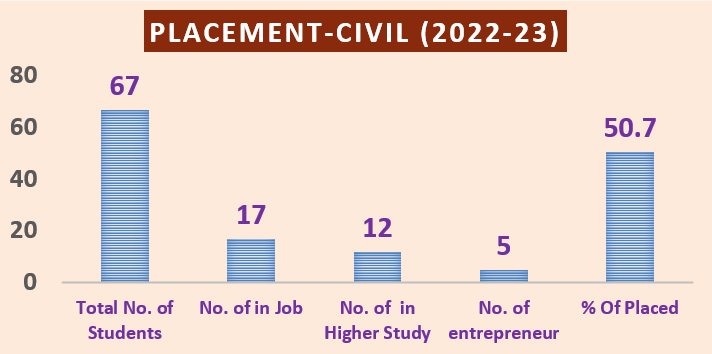 PLACEMENT-CIVIL (2022-23)
80
60
40
20
0
67
17
12
5
50.7
Total No. of
Students
No. of in Job
No. of in
Higher Study
No. of
entrepreneur
% Of Placed